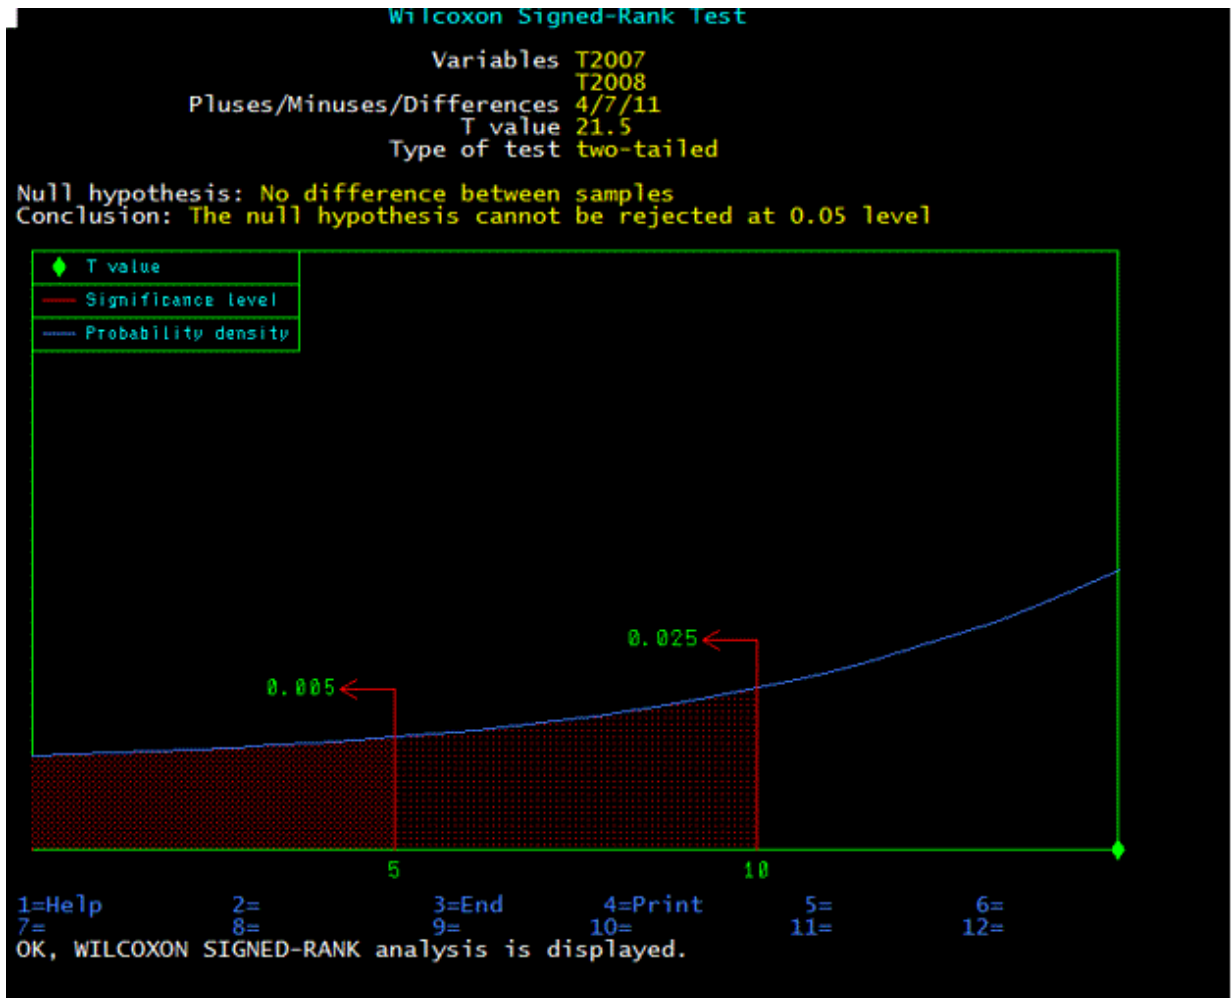 Wilcoxon Signed-Rank Test
Variables T2007
T2008
Pluses/Minuses/Differences 4/7/11
T value 21.5
Type of test two-tailed
Null hypothesis: No difference between samples
Conclusion: The null hypothesis cannot be rejected at 0.05 level
T value
Significance level
Probability density
0.025
0.005
5 10
1=Help 2= 3=End 4=Print 5= 6=
7= 8= 9= 10= 11= 12=
OK, WILCOXON SIGNED-RANK analysis is displayed.